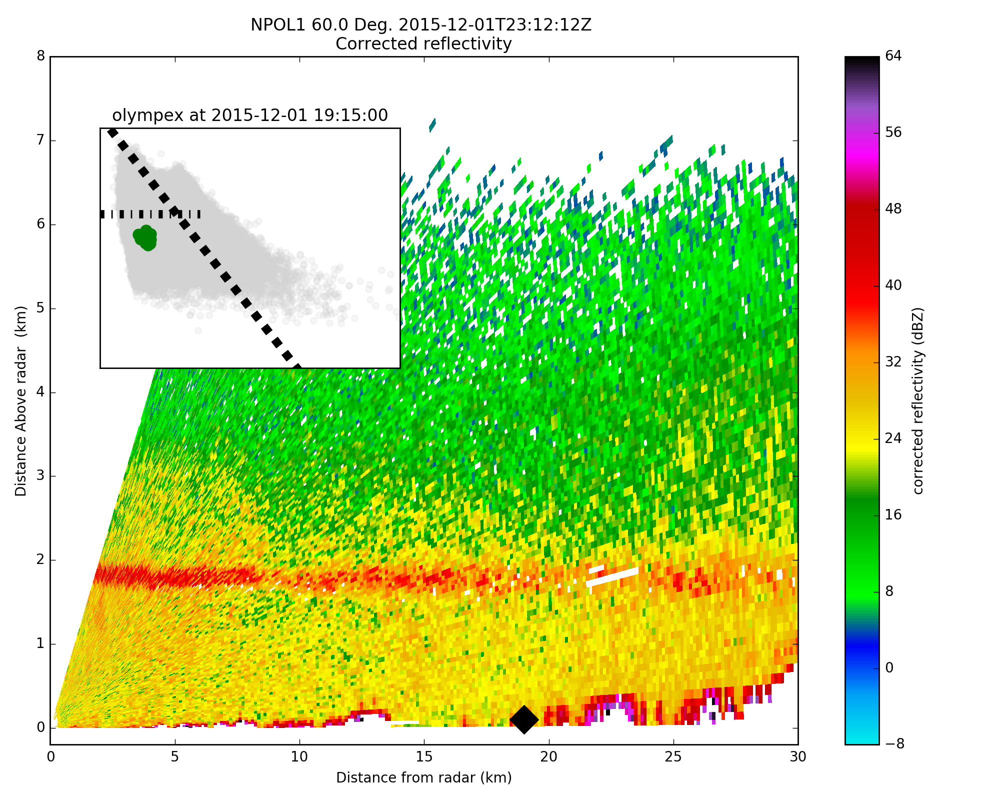 NPOL1 60.0 Deg. 2015-12-01T23:12:12Z
Corrected reflectivity
olympex at 2015-12-01 19:15:00
8
7
6
5
4
3
2
1
0
Distance Above radar  (km)
0 5 10 15 20 25 30
Distance from radar (km)
64
56
48
40
32
24
16
8
0
−8
corrected reflectivity (dBZ)